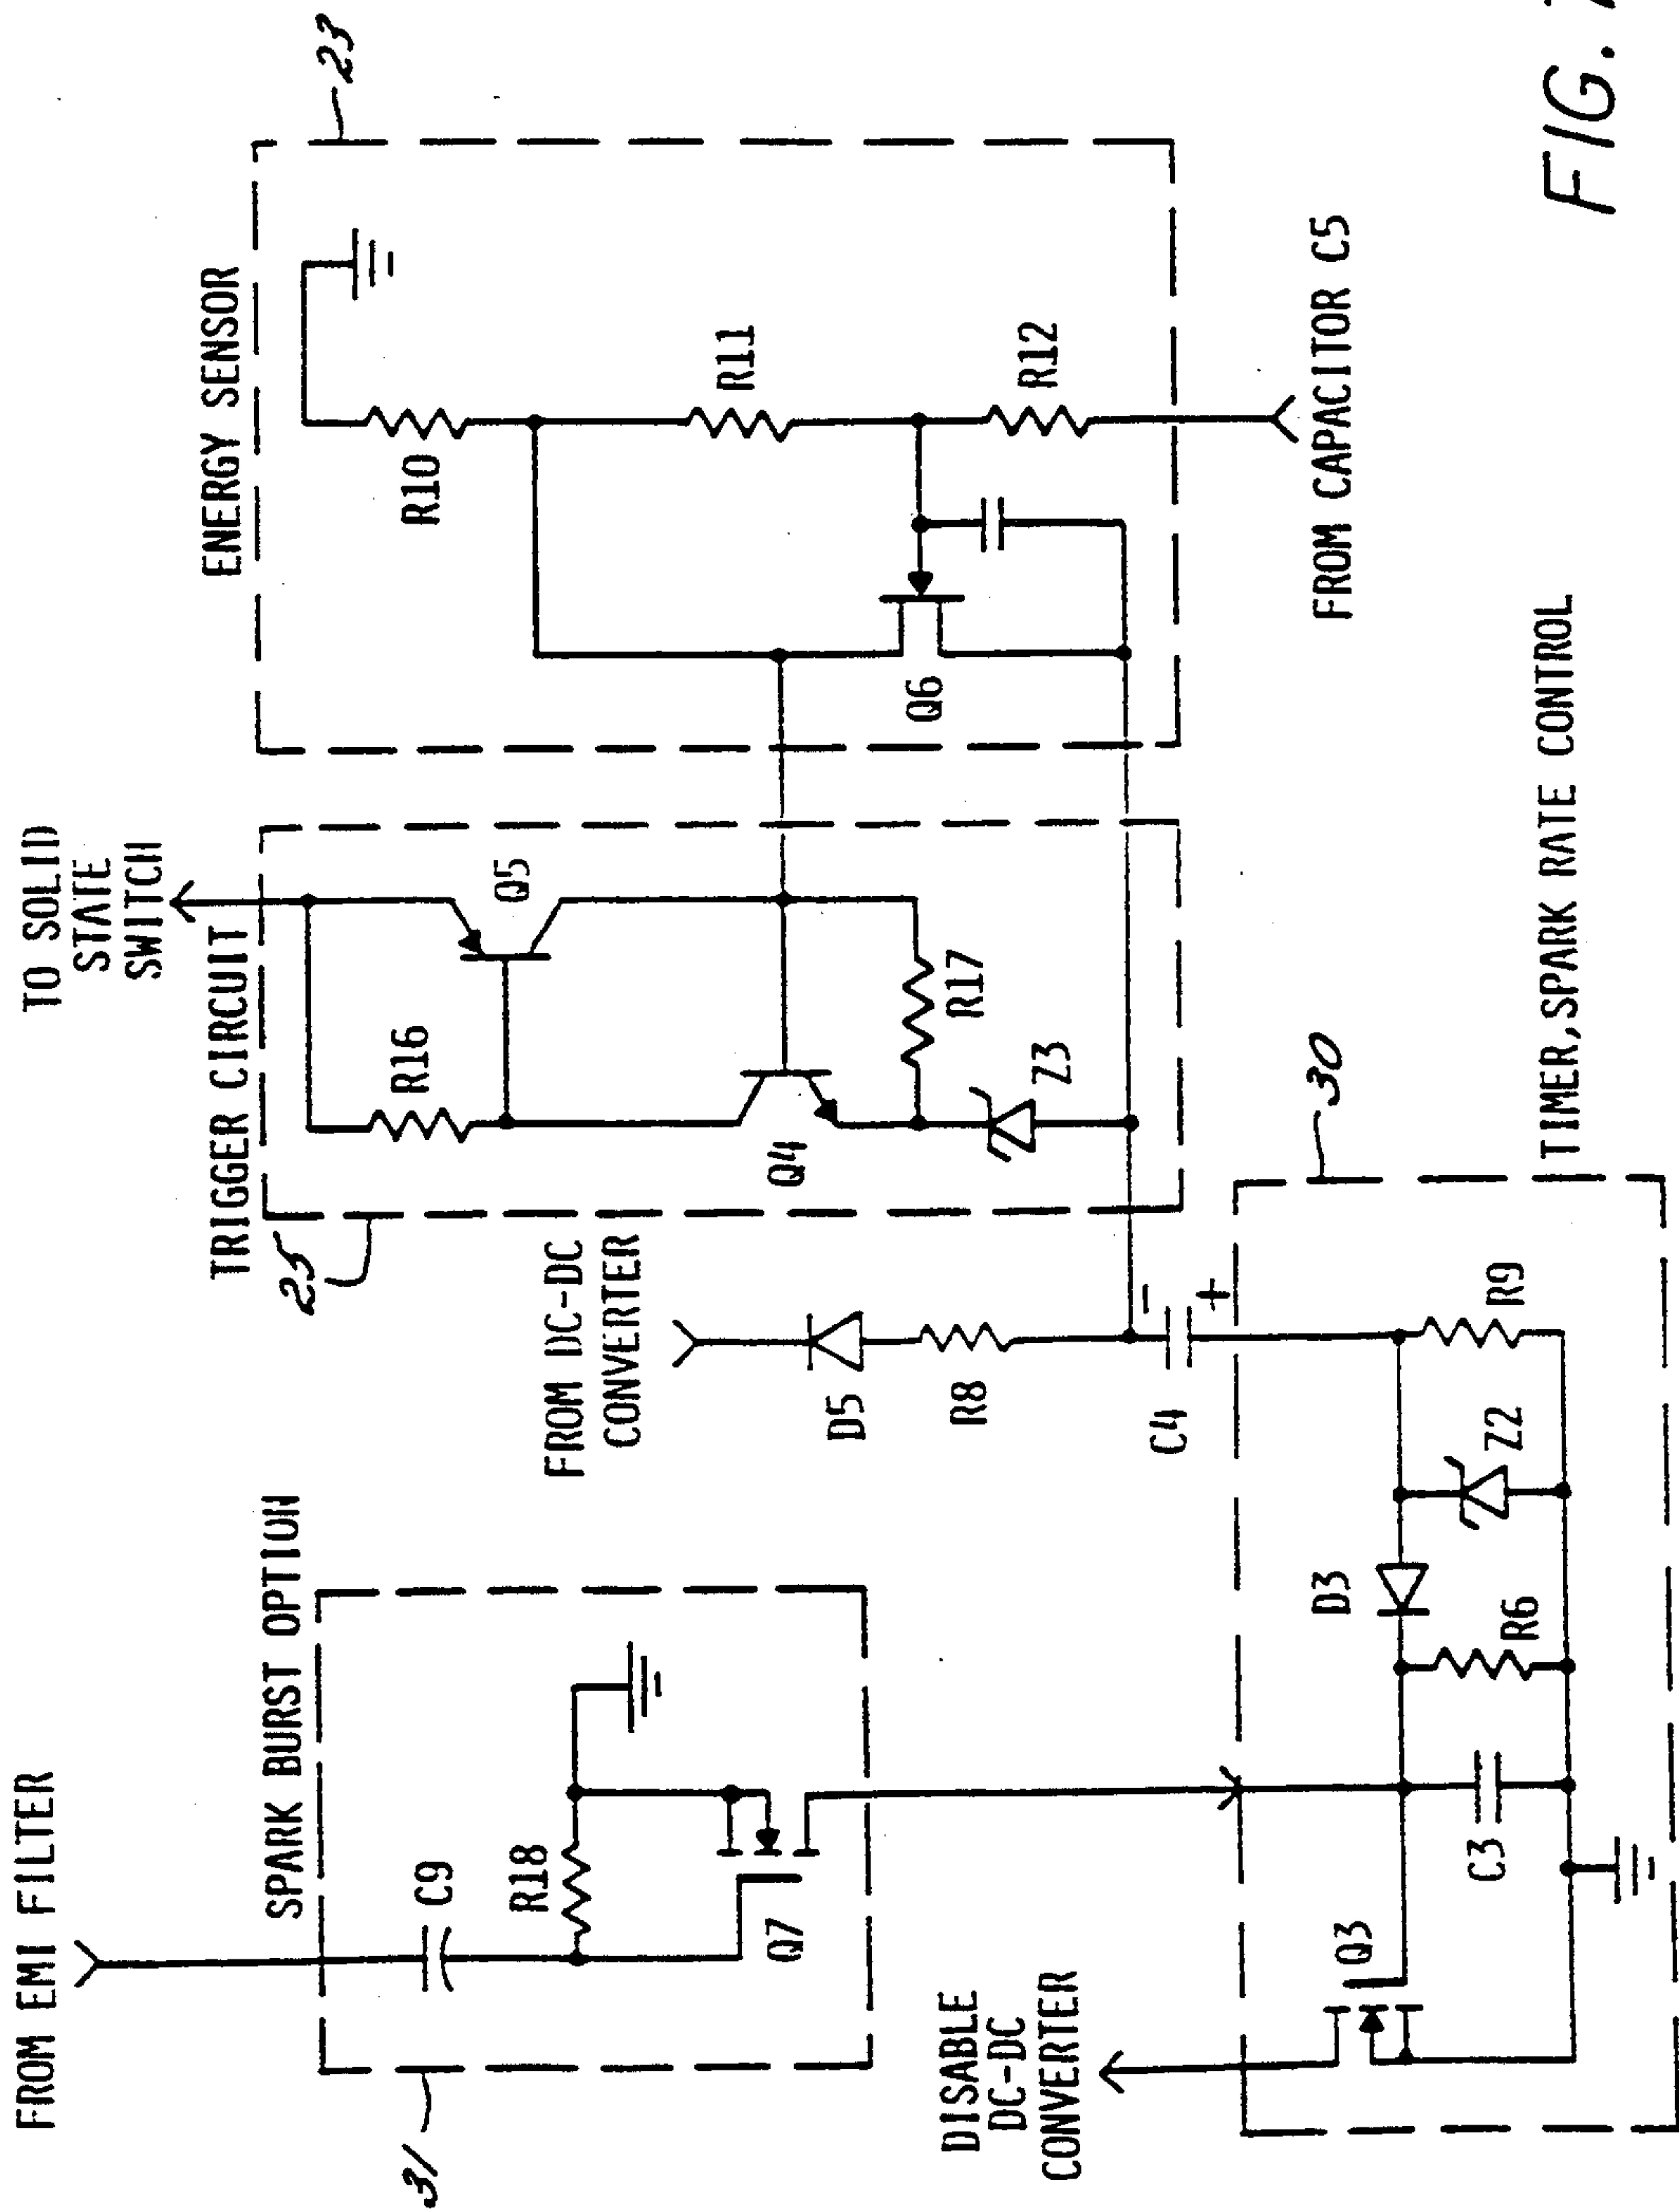 FROM EMI FILTER
SPARK BURST OPTION
31
C9
R18
Q7
DISABLE
DC-DC
CONVERTER
Q3
C3
R6
D3
Z2
R9
30
TIMER,SPARK RATE CONTROL
FROM DC-DC
CONVERTER
D5
R8
C4
-
+
TO SOLID
STATE
SWITCH
TRIGGER CIRCUIT
25
R16
Q5
Q4
R17
Z3
ENERGY SENSOR
23
R10
R11
R12
Q6
FROM CAPACITOR C5
FIG.